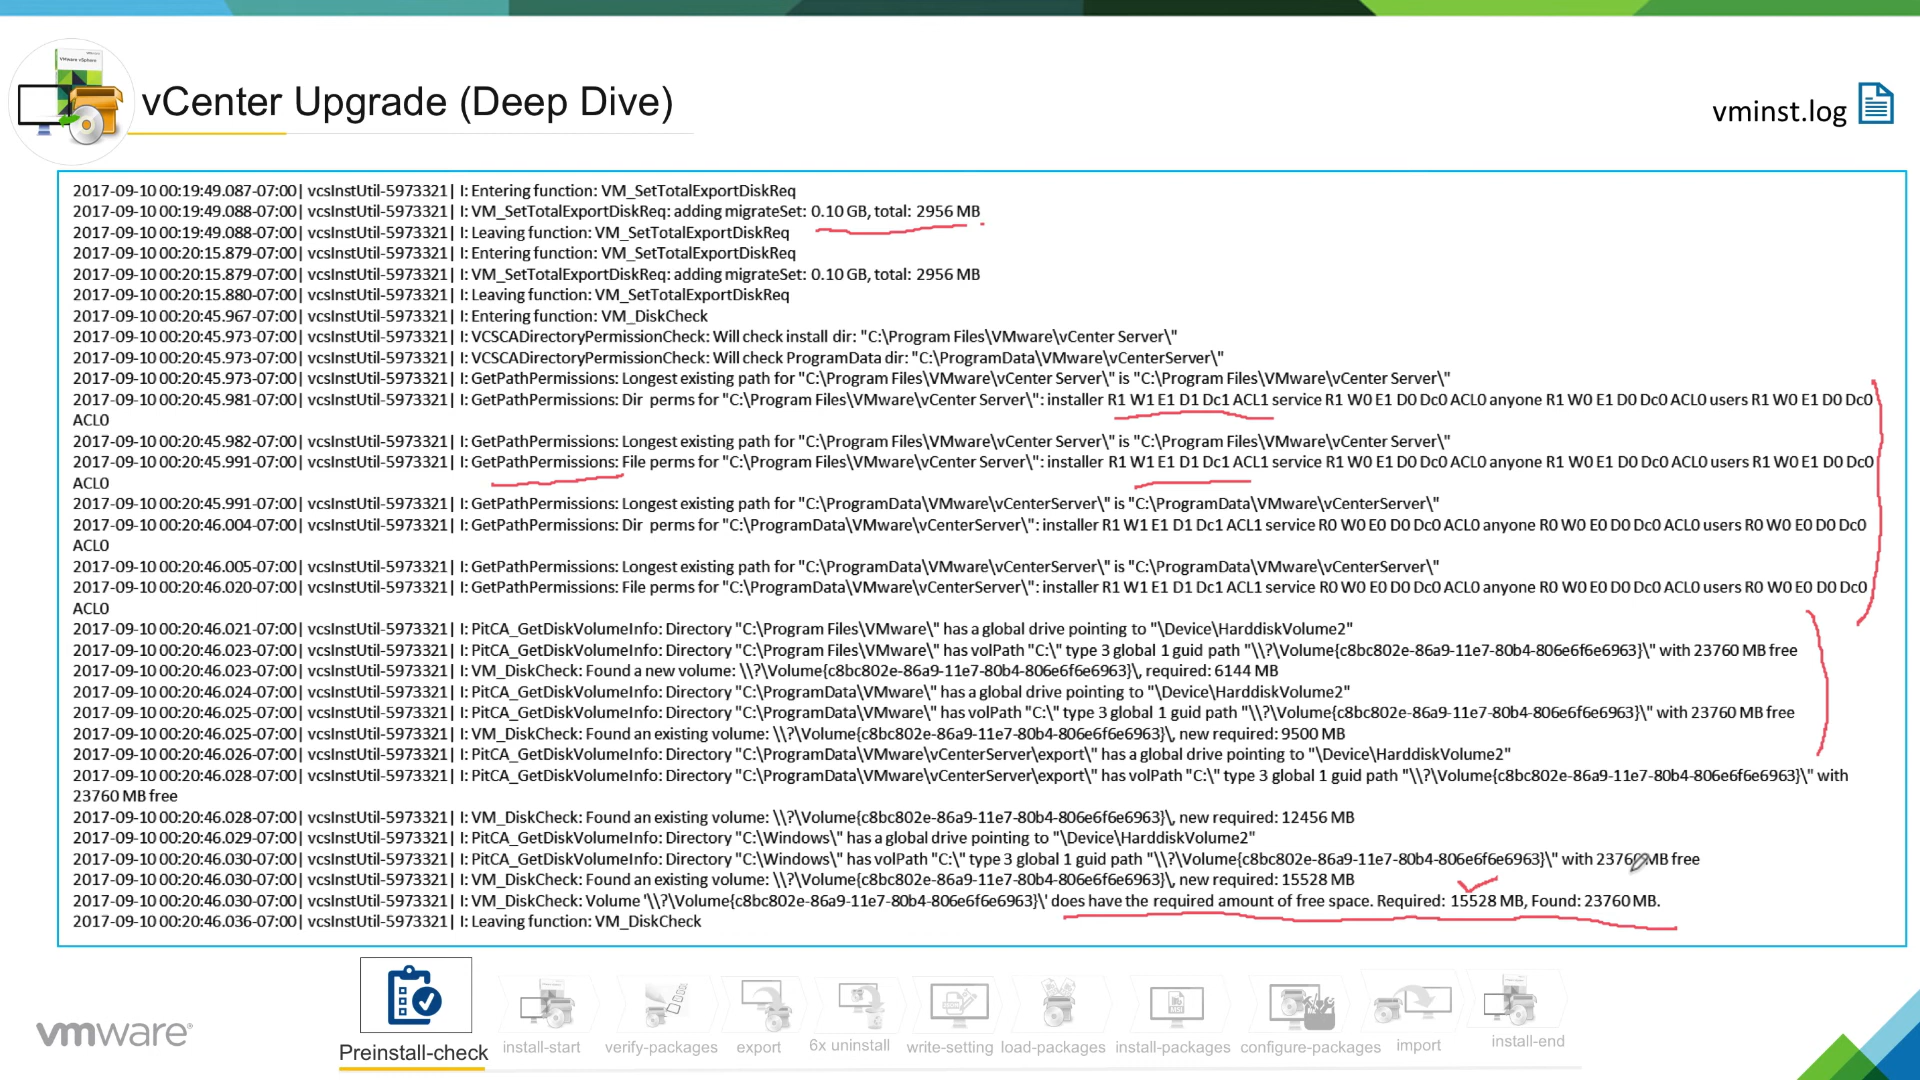 vCenter Upgrade (Deep Dive)
vminst.log
2017-09-10 00:19:49.087-07:00| vcsInstUtil-5973321| I: Entering function: VM_SetTotalExportDiskReq
2017-09-10 00:19:49.088-07:00| vcsInstUtil-5973321| I: VM_SetTotalExportDiskReq: adding migrateSet: 0.10 GB, total: 2956 MB
2017-09-10 00:19:49.088-07:00| vcsInstUtil-5973321| I: Leaving function: VM_SetTotalExportDiskReq
2017-09-10 00:20:15.879-07:00| vcsInstUtil-5973321| I: Entering function: VM_SetTotalExportDiskReq
2017-09-10 00:20:15.879-07:00| vcsInstUtil-5973321| I: VM_SetTotalExportDiskReq: adding migrateSet: 0.10 GB, total: 2956 MB
2017-09-10 00:20:15.880-07:00| vcsInstUtil-5973321| I: Leaving function: VM_SetTotalExportDiskReq
2017-09-10 00:20:45.967-07:00| vcsInstUtil-5973321| I: Entering function: VM_DiskCheck
2017-09-10 00:20:45.973-07:00| vcsInstUtil-5973321| I: VCSCADirectoryPermissionCheck: Will check install dir: "C:\Program Files\VMware\vCenter Server\"
2017-09-10 00:20:45.973-07:00| vcsInstUtil-5973321| I: VCSCADirectoryPermissionCheck: Will check ProgramData dir: "C:\ProgramData\VMware\vCenterServer\"
2017-09-10 00:20:45.973-07:00| vcsInstUtil-5973321| I: GetPathPermissions: Longest existing path for "C:\Program Files\VMware\vCenter Server\" is "C:\Program Files\VMware\vCenter Server\"
2017-09-10 00:20:45.981-07:00| vcsInstUtil-5973321| I: GetPathPermissions: Dir perms for "C:\Program Files\VMware\vCenter Server\": installer R1 W1 E1 D1 Dc1 ACL1 service R1 W0 E1 D0 Dc0 ACL0 anyone R1 W0 E1 D0 Dc0 ACL0 users R1 W0 E1 D0 Dc0
ACL0
2017-09-10 00:20:45.982-07:00| vcsInstUtil-5973321| I: GetPathPermissions: Longest existing path for "C:\Program Files\VMware\vCenter Server\" is "C:\Program Files\VMware\vCenter Server\"
2017-09-10 00:20:45.991-07:00| vcsInstUtil-5973321| I: GetPathPermissions: File perms for "C:\Program Files\VMware\vCenter Server\": installer R1 W1 E1 D1 Dc1 ACL1 service R1 W0 E1 D0 Dc0 ACL0 anyone R1 W0 E1 D0 Dc0 ACL0 users R1 W0 E1 D0 Dc0
ACL0
2017-09-10 00:20:45.991-07:00| vcsInstUtil-5973321| I: GetPathPermissions: Longest existing path for "C:\ProgramData\VMware\vCenterServer\" is "C:\ProgramData\VMware\vCenterServer\"
2017-09-10 00:20:46.004-07:00| vcsInstUtil-5973321| I: GetPathPermissions: Dir perms for "C:\ProgramData\VMware\vCenterServer\": installer R1 W1 E1 D1 Dc1 ACL1 service R0 W0 E0 D0 Dc0 ACL0 anyone R0 W0 E0 D0 Dc0 ACL0 users R0 W0 E0 D0 Dc0
ACL0
2017-09-10 00:20:46.005-07:00| vcsInstUtil-5973321| I: GetPathPermissions: Longest existing path for "C:\ProgramData\VMware\vCenterServer\" is "C:\ProgramData\VMware\vCenterServer\"
2017-09-10 00:20:46.020-07:00| vcsInstUtil-5973321| I: GetPathPermissions: File perms for "C:\ProgramData\VMware\vCenterServer\": installer R1 W1 E1 D1 Dc1 ACL1 service R0 W0 E0 D0 Dc0 ACL0 anyone R0 W0 E0 D0 Dc0 ACL0 users R0 W0 E0 D0 Dc0
ACL0
2017-09-10 00:20:46.021-07:00| vcsInstUtil-5973321| I: PitCA_GetDiskVolumeInfo: Directory "C:\Program Files\VMware\" has a global drive pointing to "\Device\HarddiskVolume2"
2017-09-10 00:20:46.023-07:00| vcsInstUtil-5973321| I: PitCA_GetDiskVolumeInfo: Directory "C:\Program Files\VMware\" has volPath "C:\" type 3 global 1 guid path "\\?\Volume{c8bc802e-86a9-11e7-80b4-806e6f6e6963}\" with 23760 MB free
2017-09-10 00:20:46.023-07:00| vcsInstUtil-5973321| I: VM_DiskCheck: Found a new volume: \\?\Volume{c8bc802e-86a9-11e7-80b4-806e6f6e6963}\, required: 6144 MB
2017-09-10 00:20:46.024-07:00| vcsInstUtil-5973321| I: PitCA_GetDiskVolumeInfo: Directory "C:\ProgramData\VMware\" has a global drive pointing to "\Device\HarddiskVolume2"
2017-09-10 00:20:46.025-07:00| vcsInstUtil-5973321| I: PitCA_GetDiskVolumeInfo: Directory "C:\ProgramData\VMware\" has volPath "C:\" type 3 global 1 guid path "\\?\Volume{c8bc802e-86a9-11e7-80b4-806e6f6e6963}\" with 23760 MB free
2017-09-10 00:20:46.025-07:00| vcsInstUtil-5973321| I: VM_DiskCheck: Found an existing volume: \\?\Volume{c8bc802e-86a9-11e7-80b4-806e6f6e6963}\, new required: 9500 MB
2017-09-10 00:20:46.026-07:00| vcsInstUtil-5973321| I: PitCA_GetDiskVolumeInfo: Directory "C:\ProgramData\VMware\vCenterServer\export\" has a global drive pointing to "\Device\HarddiskVolume2"
2017-09-10 00:20:46.028-07:00| vcsInstUtil-5973321| I: PitCA_GetDiskVolumeInfo: Directory "C:\ProgramData\VMware\vCenterServer\export\" has volPath "C:\" type 3 global 1 guid path "\\?\Volume{c8bc802e-86a9-11e7-80b4-806e6f6e6963}\" with
23760 MB free
2017-09-10 00:20:46.028-07:00| vcsInstUtil-5973321| I: VM_DiskCheck: Found an existing volume: \\?\Volume{c8bc802e-86a9-11e7-80b4-806e6f6e6963}\, new required: 12456 MB
2017-09-10 00:20:46.029-07:00| vcsInstUtil-5973321| I: PitCA_GetDiskVolumeInfo: Directory "C:\Windows\" has a global drive pointing to "\Device\HarddiskVolume2"
2017-09-10 00:20:46.030-07:00| vcsInstUtil-5973321| I: PitCA_GetDiskVolumeInfo: Directory "C:\Windows\" has volPath "C:\" type 3 global 1 guid path "\\?\Volume{c8bc802e-86a9-11e7-80b4-806e6f6e6963}\" with 23760 MB free
2017-09-10 00:20:46.030-07:00| vcsInstUtil-5973321| I: VM_DiskCheck: Found an existing volume: \\?\Volume{c8bc802e-86a9-11e7-80b4-806e6f6e6963}\, new required: 15528 MB
2017-09-10 00:20:46.030-07:00| vcsInstUtil-5973321| I: VM_DiskCheck: Volume '\\?\Volume{c8bc802e-86a9-11e7-80b4-806e6f6e6963}\' does have the required amount of free space. Required: 15528 MB, Found: 23760 MB.
2017-09-10 00:20:46.036-07:00| vcsInstUtil-5973321| I: Leaving function: VM_DiskCheck
vmware
Preinstall-check
install-start
verify-packages
export
6x uninstall
write-setting
load-packages
install-packages
configure-packages
import
install-end